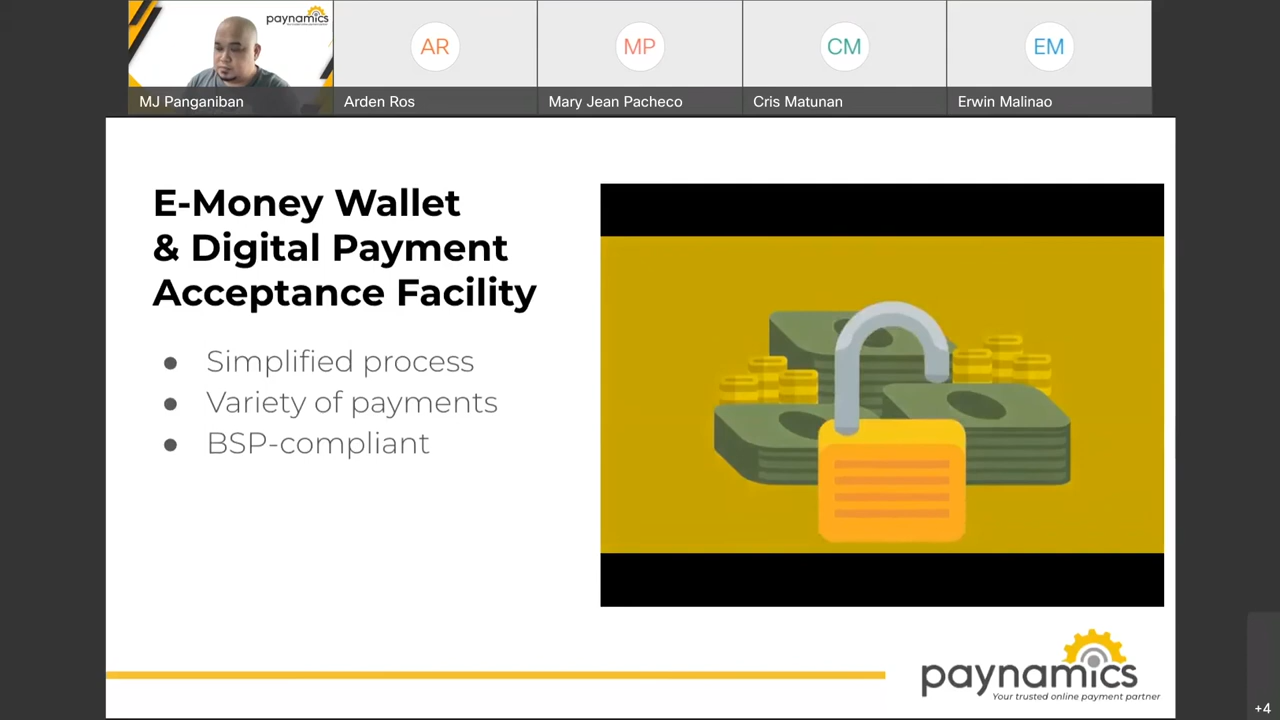 paynamics
AR
MP
CM
EM
MJ Panganiban
Arden Ros
Mary Jean Pacheco
Cris Matunan
Erwin Malinao
E-Money Wallet
& Digital Payment
Acceptance Facility
● Simplified process
● Variety of payments
● BSP-compliant
paynamics
Your trusted online payment partner
+4